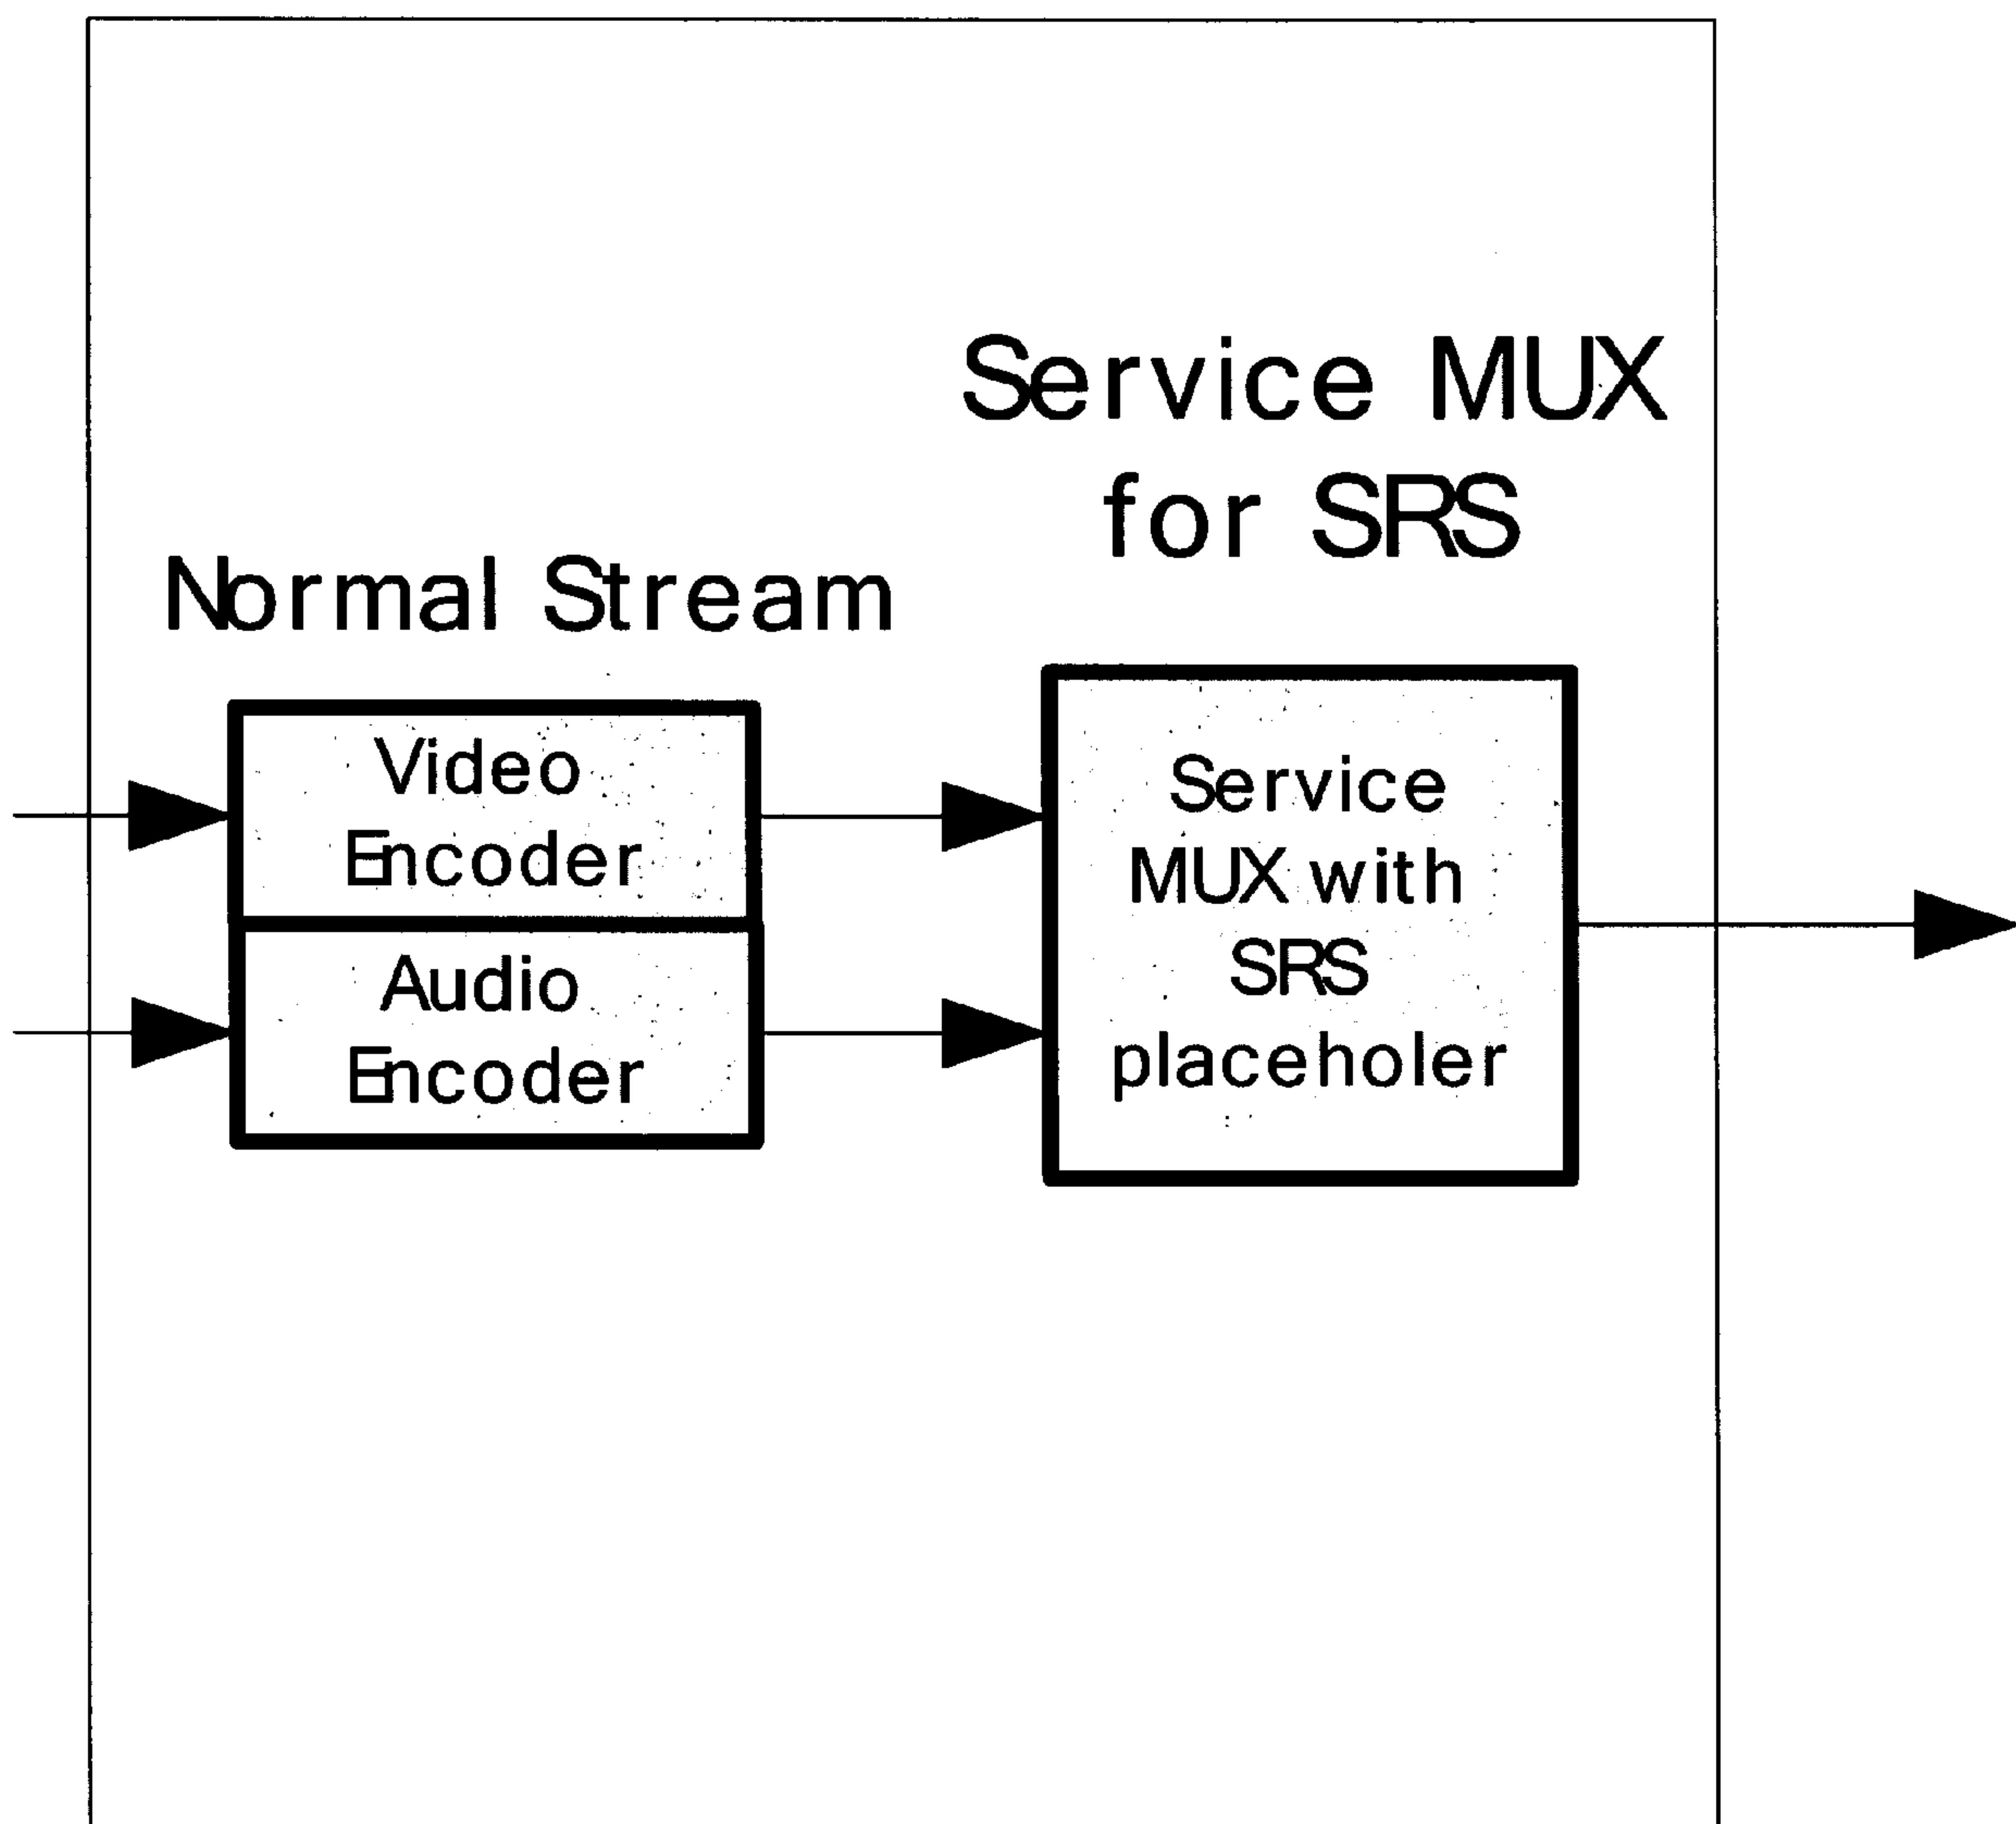 Service MUX
for SRS
Normal Stream
Video
Encoder
Audio
Encoder
Service
MUX with
SRS
placeholer